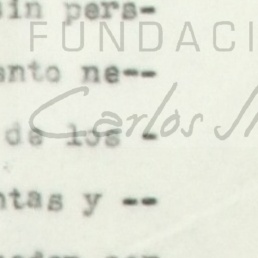 sin pers-
FUNDACI
ento ne--
Carlos
de los -
ntas y --